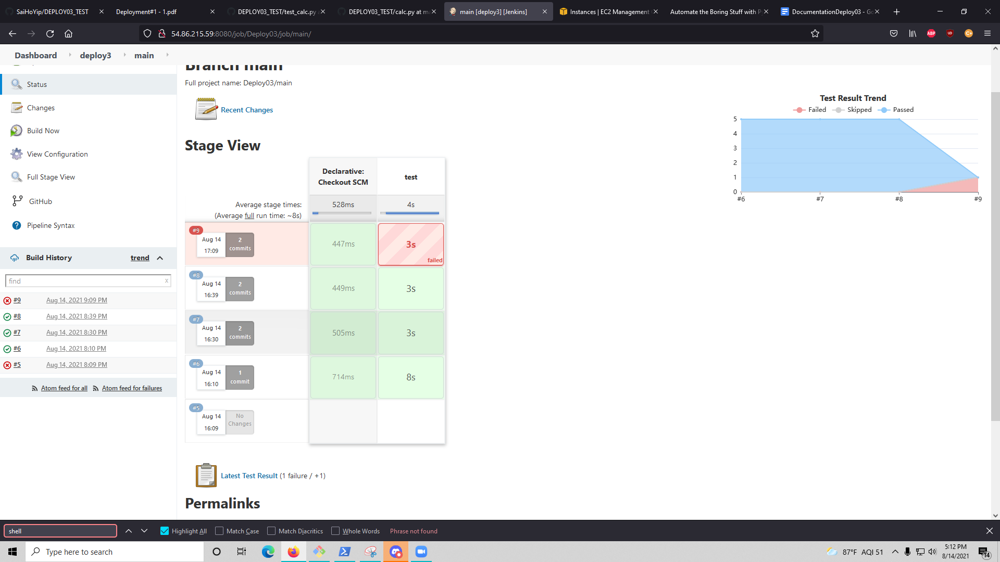 SaiHoYip/DEPLOY03_TEST
Deployment#1 - 1.pdf
DEPLOY03_TEST/test_calc.py
DEPLOY03_TEST/calc.py at m
main [deploy3] [Jenkins]
Instances | EC2 Management
Automate the Boring Stuff with P
DocumentationDeploy03 - Go
54.86.215.59:8080/job/Deploy03/job/main/
ABP
UD
C+
Dashboard
deploy3
main
Status
Changes
Build Now
View Configuration
Full Stage View
GitHub
Pipeline Syntax
Build History
trend
find
x
#9 Aug 14, 2021 9:09 PM
#8 Aug 14, 2021 8:39 PM
#7 Aug 14, 2021 8:30 PM
#6 Aug 14, 2021 8:10 PM
#5 Aug 14, 2021 8:09 PM
Atom feed for all
Atom feed for failures
Branch main
Full project name: Deploy03/main
Recent Changes
Stage View
Declarative:
Checkout SCM
test
Average stage times:
(Average full run time: ~8s)
528ms
4s
#9
Aug 14
17:09
2
commits
447ms
3s
failed
#8
Aug 14
16:39
2
commits
449ms
3s
#7
Aug 14
16:30
2
commits
505ms
3s
#6
Aug 14
16:10
1
commit
714ms
8s
#5
Aug 14
16:09
No
Changes
Latest Test Result (1 failure / +1)
Permalinks
Test Result Trend
Failed
Skipped
Passed
5
4
3
2
1
0
#6
#7
#8
#9
shell
Highlight All
Match Case
Match Diacritics
Whole Words
Phrase not found
Type here to search
87°F AQI 51
5:12 PM
8/14/2021
14